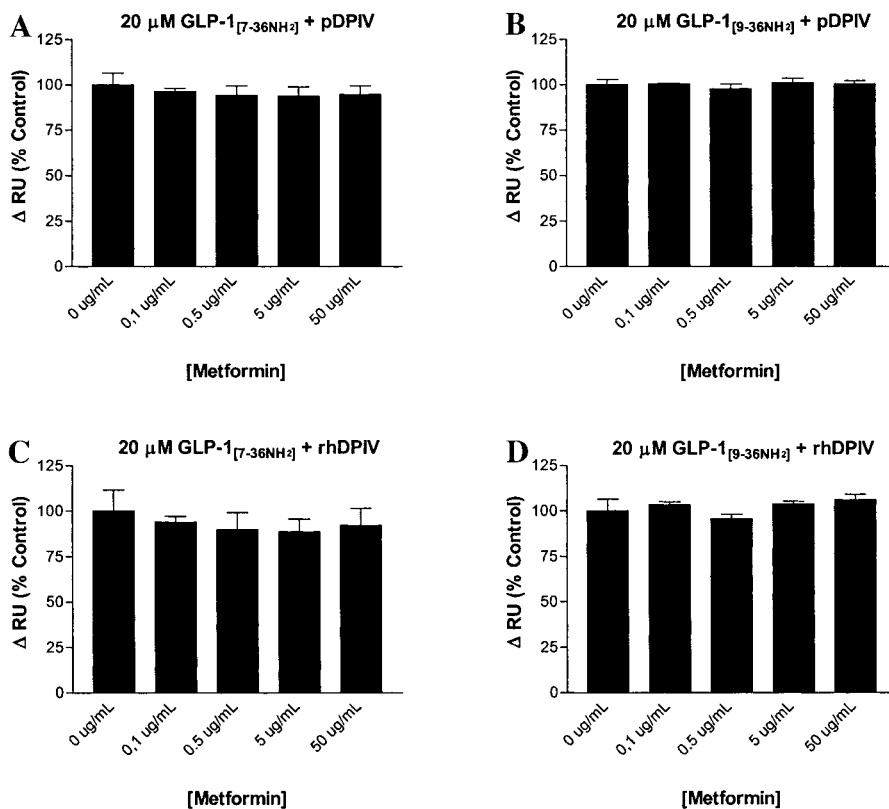 A
20 μM GLP-1[7-36NH2] + pDPIV
Δ RU (% Control)
125
100
75
50
25
0
0 ug/mL
0,1 ug/mL
0.5 ug/mL
5 ug/mL
50 ug/mL
[Metformin]
B
20 μM GLP-1[9-36NH2] + pDPIV
Δ RU (% Control)
125
100
75
50
25
0
0 ug/mL
0,1 ug/mL
0.5 ug/mL
5 ug/mL
50 ug/mL
[Metformin]
C
20 μM GLP-1[7-36NH2] + rhDPIV
Δ RU (% Control)
125
100
75
50
25
0
0 ug/mL
0,1 ug/mL
0.5 ug/mL
5 ug/mL
50 ug/mL
[Metformin]
D
20 μM GLP-1[9-36NH2] + rhDPIV
Δ RU (% Control)
125
100
75
50
25
0
0 ug/mL
0,1 ug/mL
0.5 ug/mL
5 ug/mL
50 ug/mL
[Metformin]